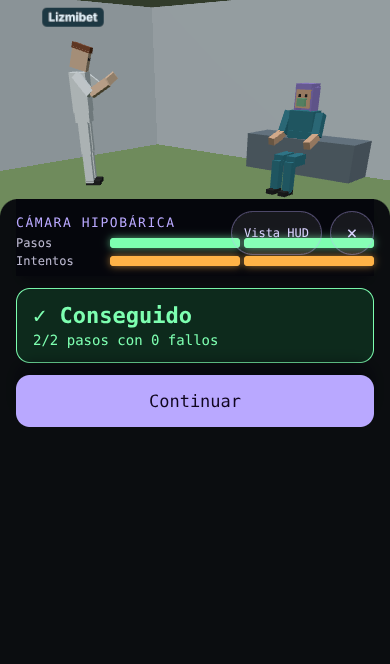 Lizmibet
CÁMARA HIPOBÁRICA
Vista HUD
×
Pasos
Intentos
✓ Conseguido
2/2 pasos con 0 fallos
Continuar